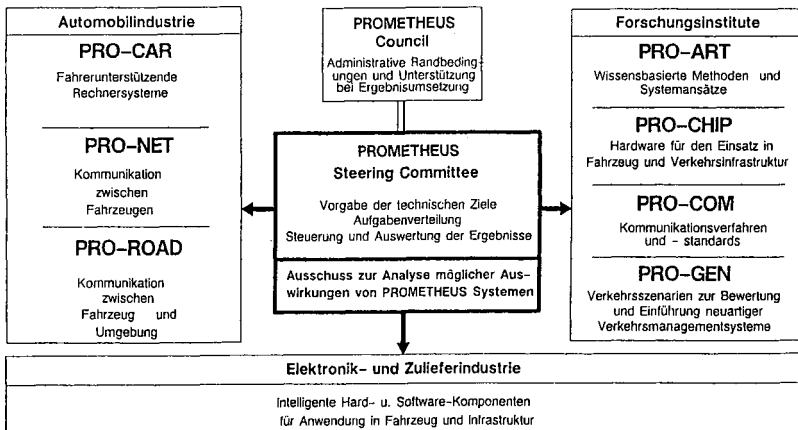 Automobilindustrie
PRO-CAR
Fahrerunterstützende
Rechnersysteme
PRO-NET
Kommunikation
zwischen
Fahrzeugen
PRO-ROAD
Kommunikation
zwischen
Fahrzeug und
Umgebung
PROMETHEUS
Council
Administrative Randbeding-
ungen und Unterstützung
bei Ergebnisumsetzung
PROMETHEUS
Steering Committee
Vorgabe der technischen Ziele
Aufgabenverteilung
Steuerung und Auswertung der Ergebnisse
Ausschuss zur Analyse möglicher Aus-
wirkungen von PROMETHEUS Systemen
Forschungsinstitute
PRO-ART
Wissensbasierte Methoden und
Systemansätze
PRO-CHIP
Hardware für den Einsatz in
Fahrzeug und Verkehrsinfrastruktur
PRO-COM
Kommunikationsverfahren
und - standards
PRO-GEN
Verkehrsszenarien zur Bewertung
und Einführung neuartiger
Verkehrsmanagementsysteme
Elektronik- und Zulieferindustrie
Intelligente Hard- u. Software-Komponenten
für Anwendung in Fahrzeug und Infrastruktur